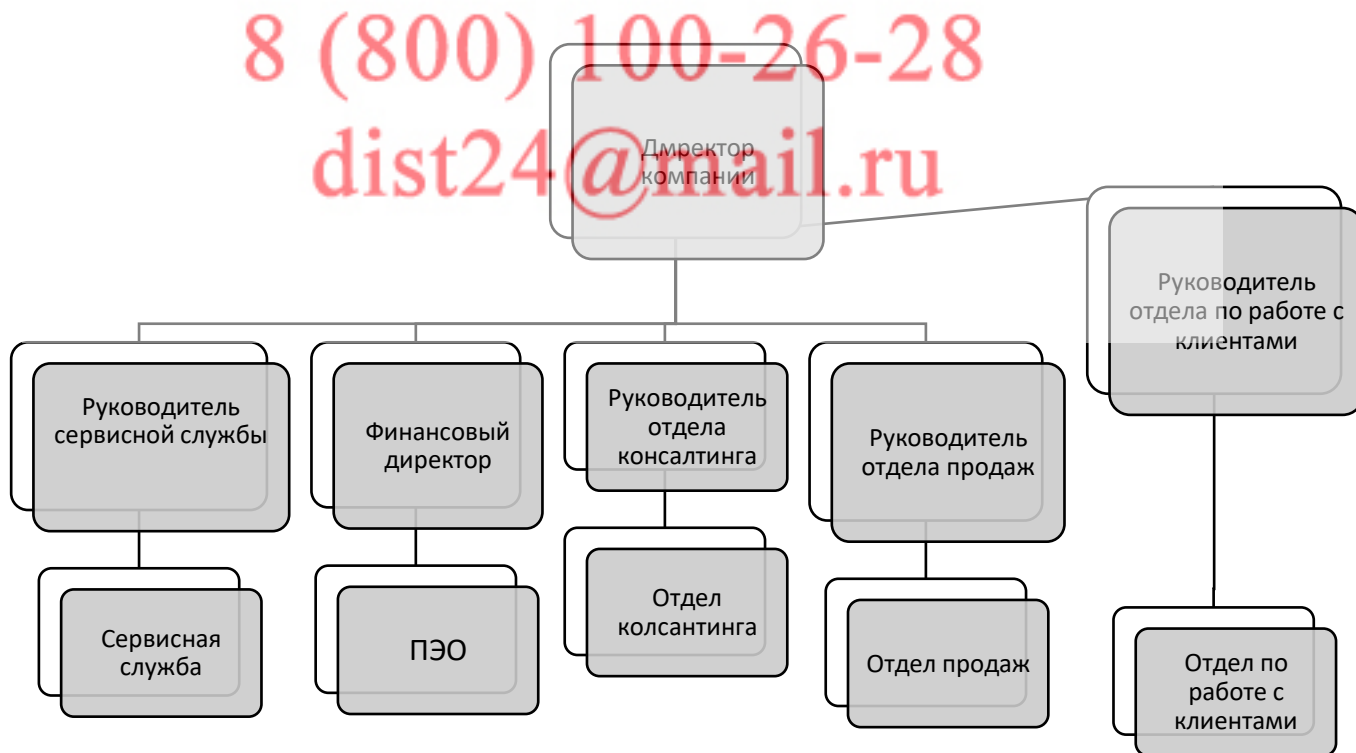 8 (800) 100-26-28
dist24@mail.ru
Дмректор
компании
Руководитель
отдела по работе с
клиентами
Руководитель
сервисной службы
Финансовый
директор
Руководитель
отдела
консалтинга
Руководитель
отдела продаж
Сервисная
служба
ПЭО
Отдел
колсантинга
Отдел продаж
Отдел по
работе с
клиентами